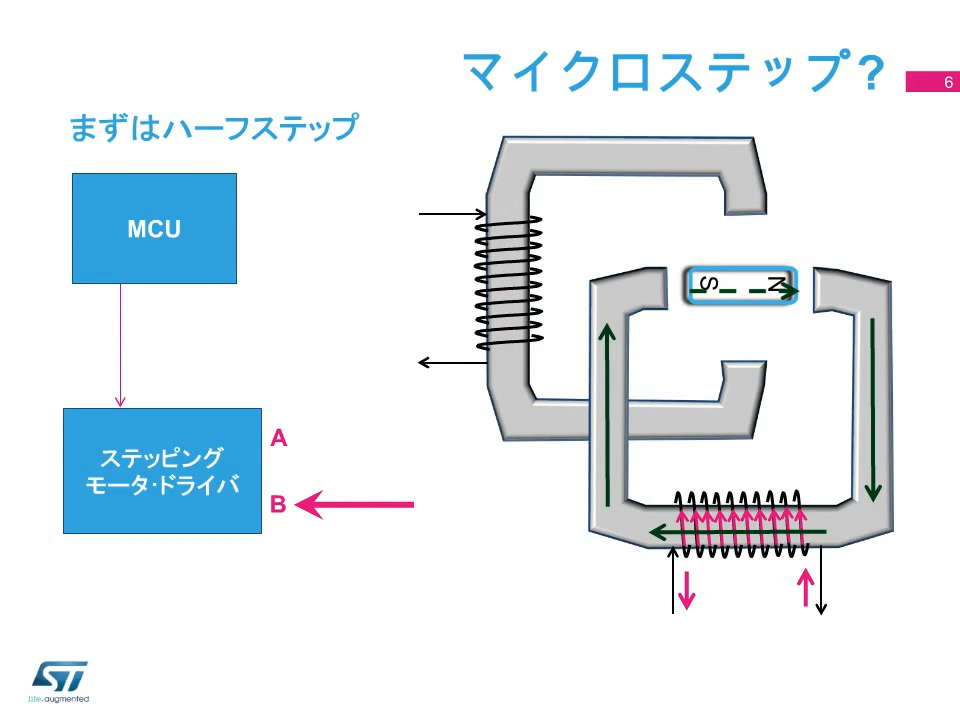 マイクロステップ?
6
まずはハーフステップ
MCU
S
N
A
ステッピング
モータ･ドライバ
B
ST
life.augmented